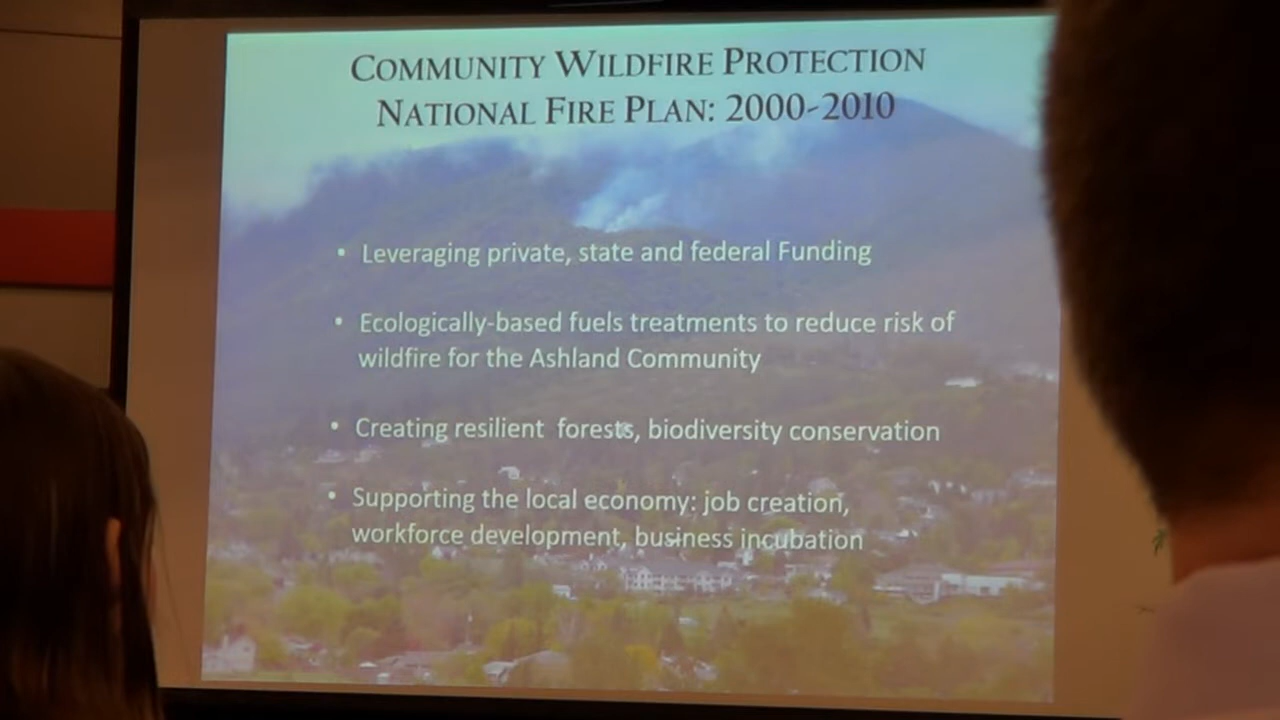 COMMUNITY WILDFIRE PROTECTION
NATIONAL FIRE PLAN: 2000-2010
• Leveraging private, state and federal Funding
• Ecologically-based fuels treatments to reduce risk of
wildfire for the Ashland Community
• Creating resilient forests, biodiversity conservation
• Supporting the local economy: job creation,
workforce development, business incubation